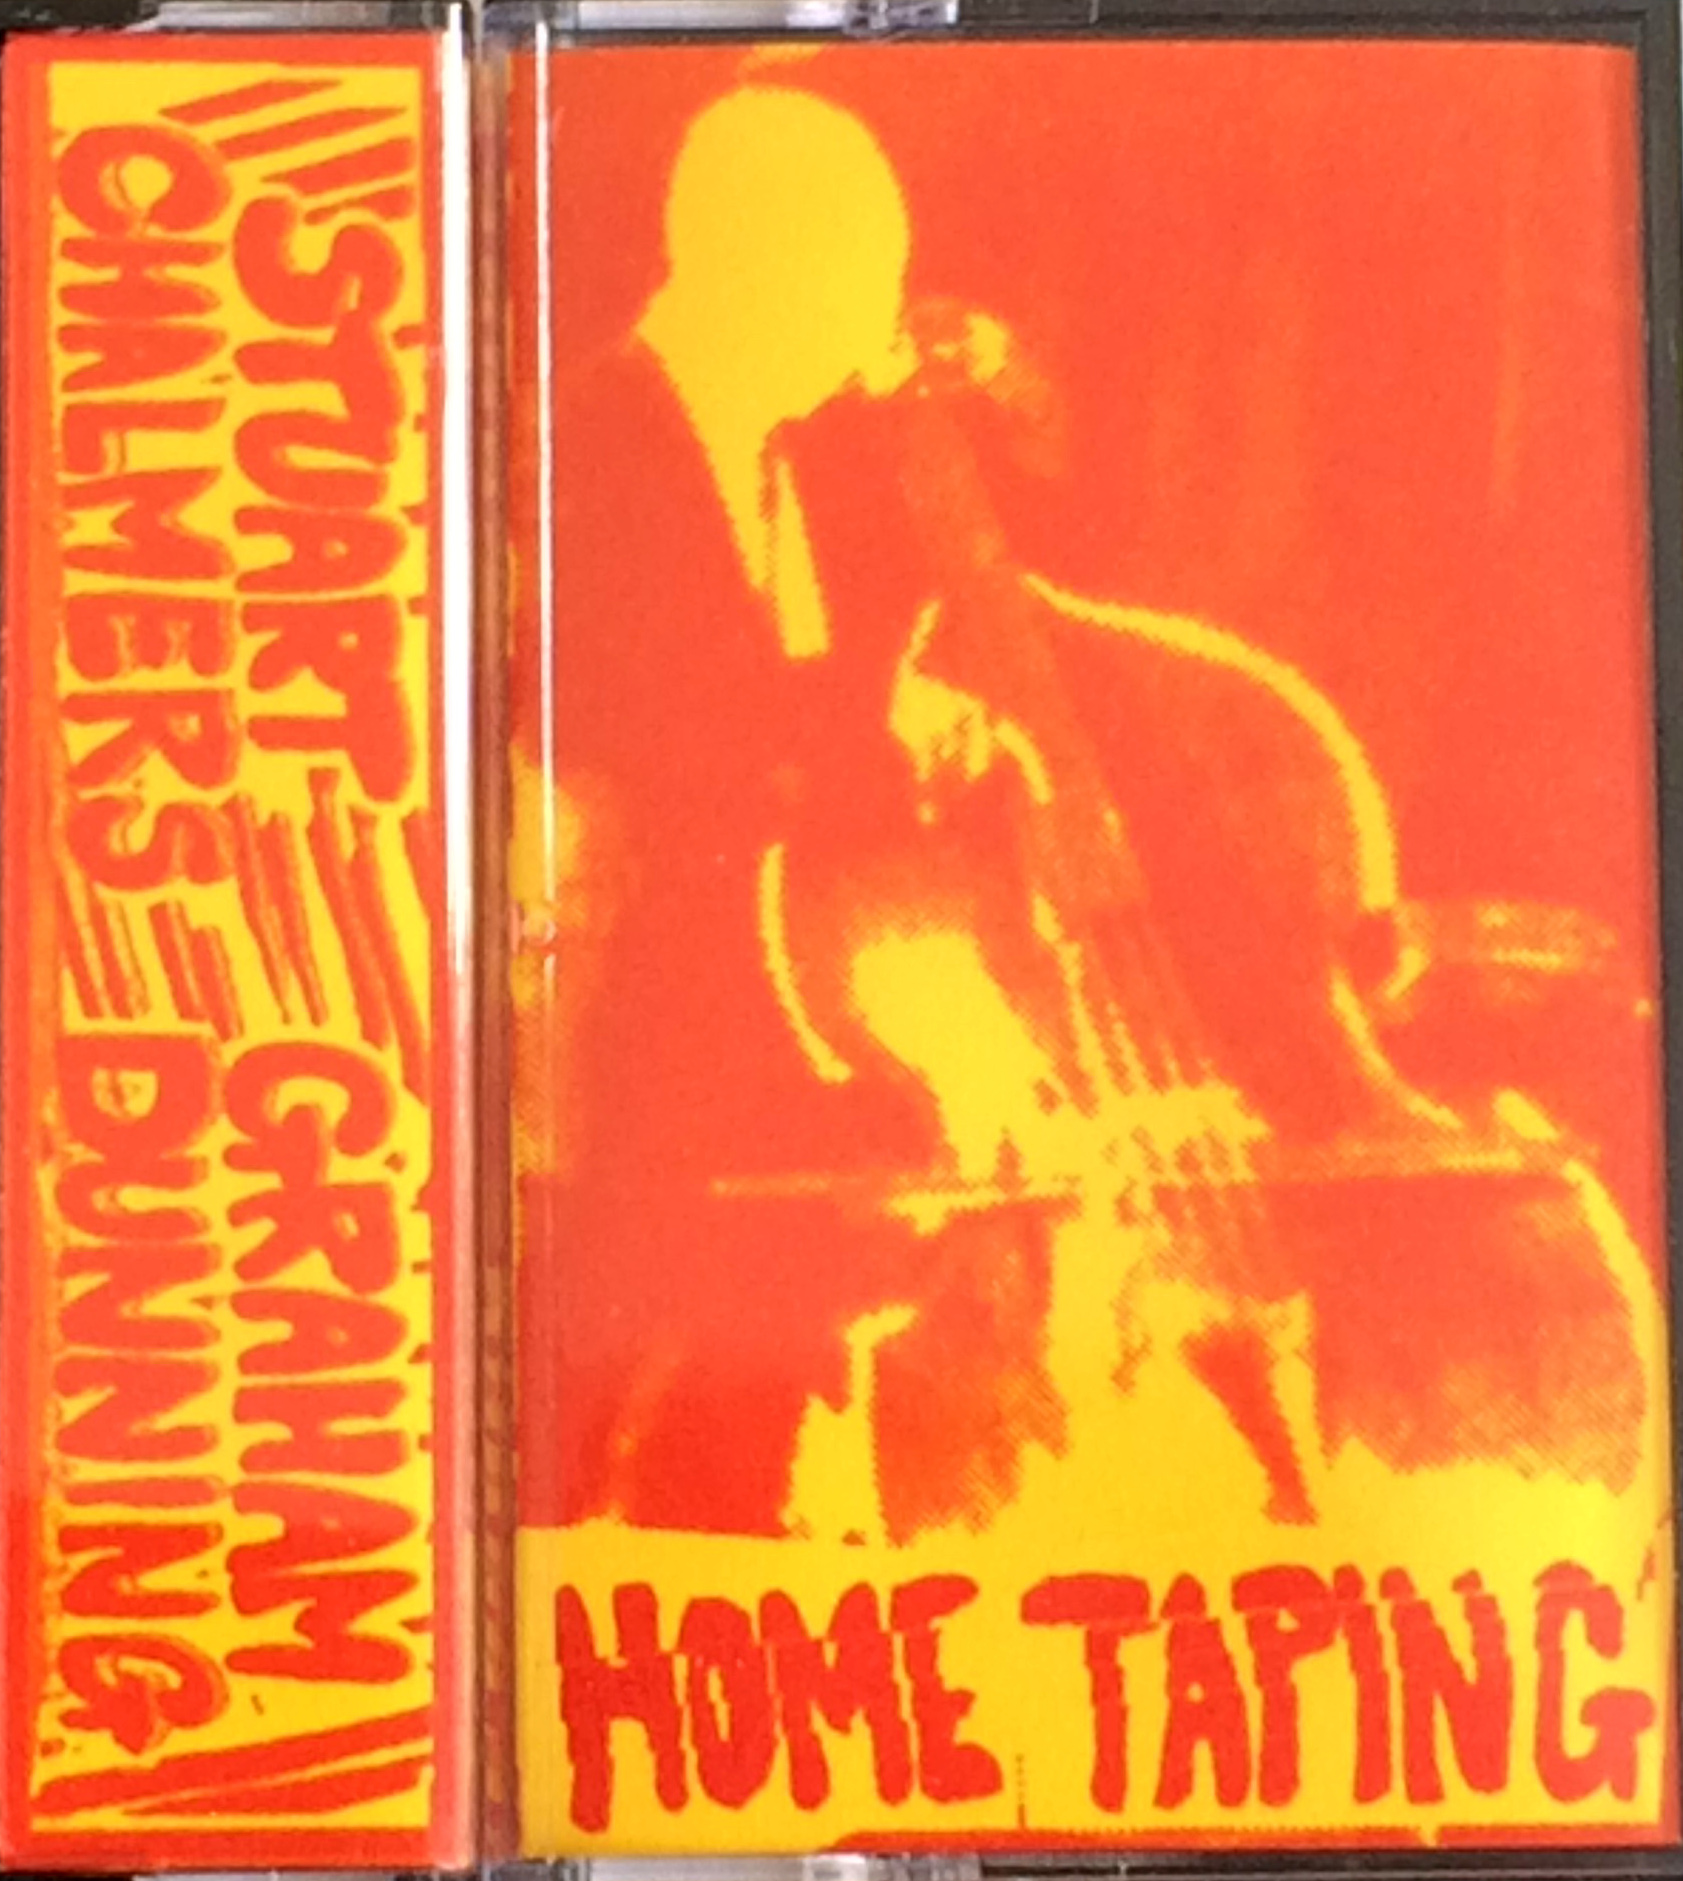 STUART GRAHAM
CHALMERS DUNNING
HOME TAPING